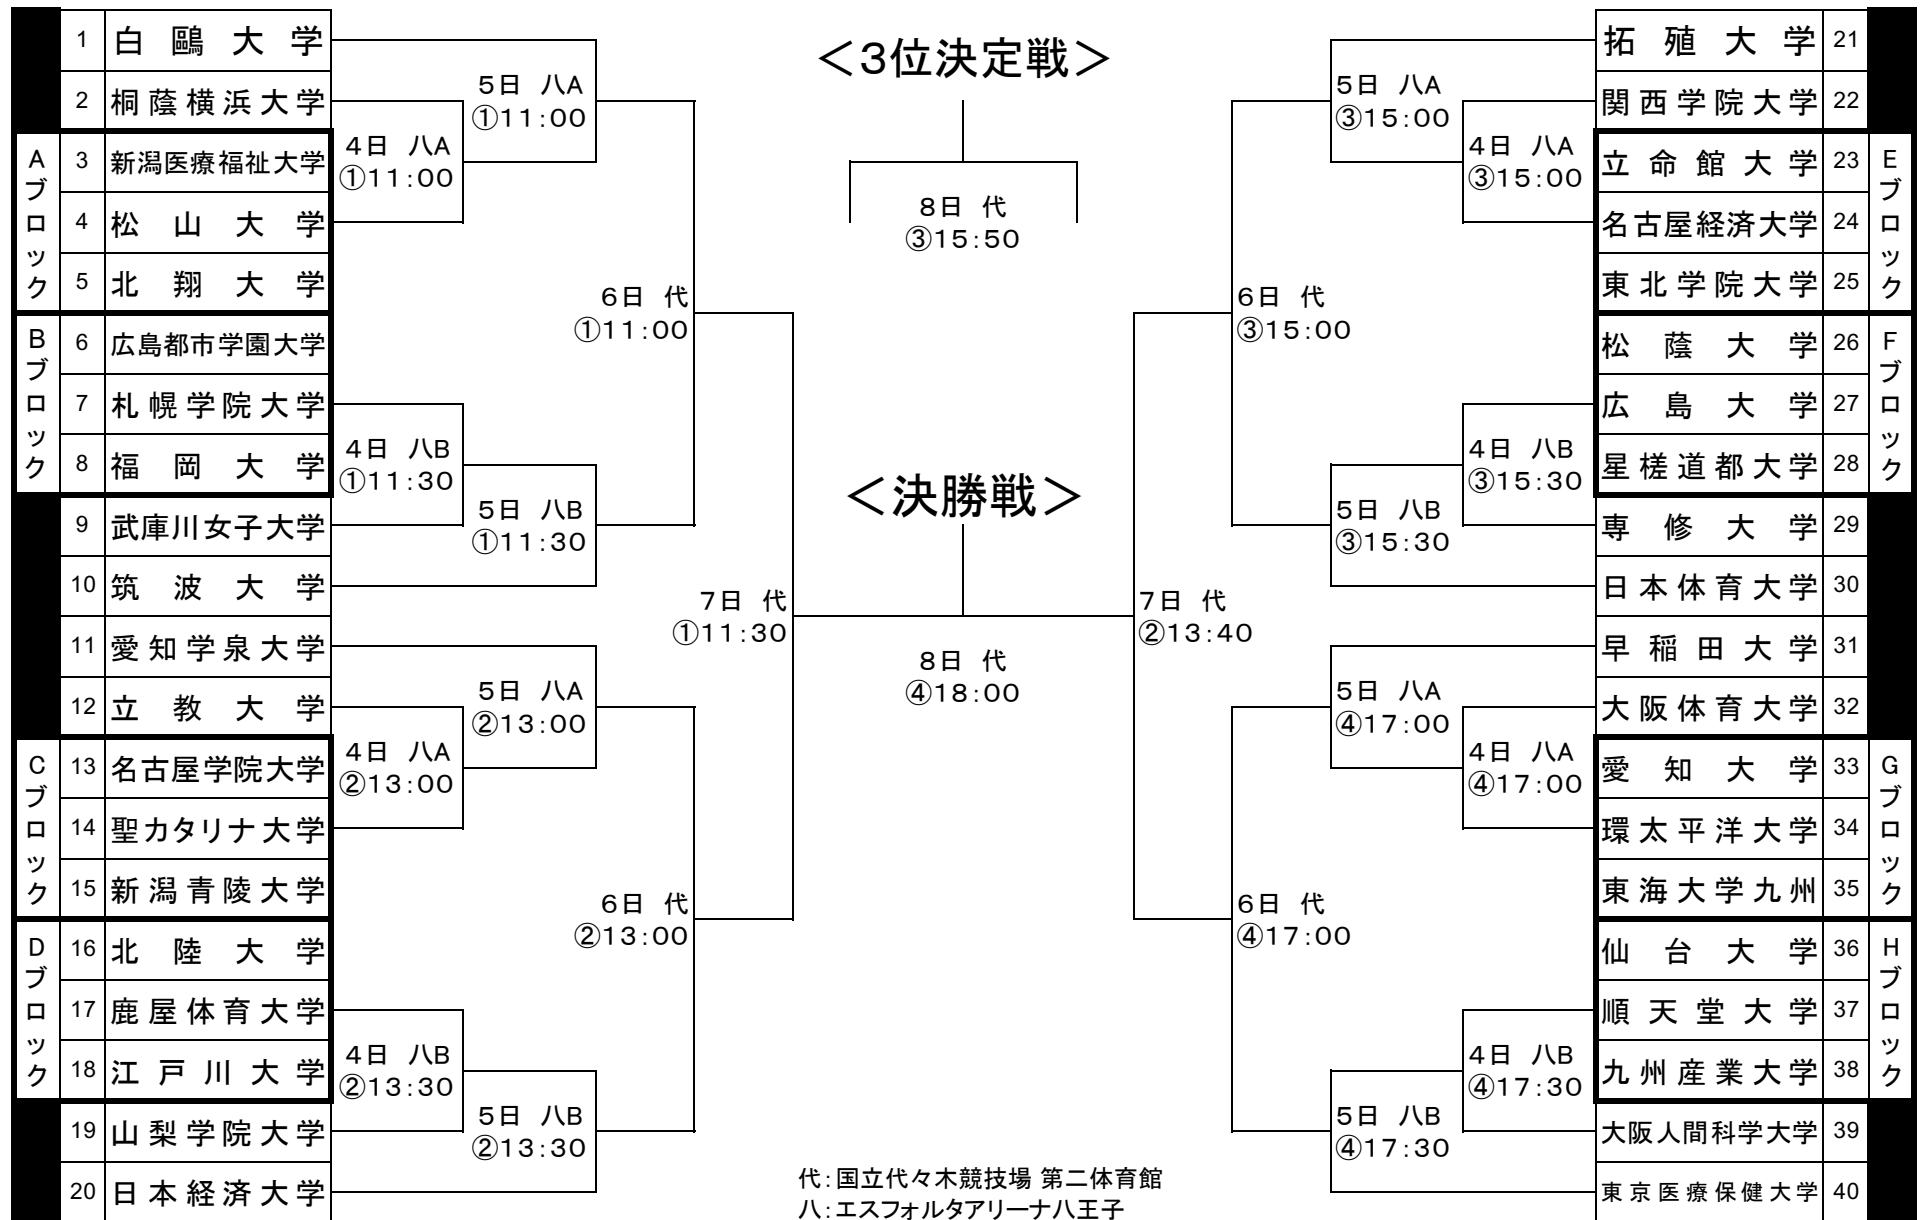 1 白鷗大学
2 桐蔭横浜大学
Aブロック
3 新潟医療福祉大学
4 松山大学
5 北翔大学
Bブロック
6 広島都市学園大学
7 札幌学院大学
8 福岡大学
9 武庫川女子大学
10 筑波大学
11 愛知学泉大学
12 立教大学
Cブロック
13 名古屋学院大学
14 聖カタリナ大学
15 新潟青陵大学
Dブロック
16 北陸大学
17 鹿屋体育大学
18 江戸川大学
19 山梨学院大学
20 日本経済大学
4日 八A
①11:00
4日 八B
①11:30
4日 八A
②13:00
4日 八B
②13:30
5日 八A
①11:00
5日 八B
①11:30
5日 八A
②13:00
5日 八B
②13:30
6日 代
①11:00
6日 代
②13:00
7日 代
①11:30
<3位決定戦>
8日 代
③15:50
<決勝戦>
8日 代
④18:00
代:国立代々木競技場 第二体育館
八:エスフォルタアリーナ八王子
7日 代
②13:40
6日 代
③15:00
6日 代
④17:00
5日 八A
③15:00
5日 八B
③15:30
5日 八A
④17:00
5日 八B
④17:30
4日 八A
③15:00
4日 八B
③15:30
4日 八A
④17:00
4日 八B
④17:30
拓殖大学 21
関西学院大学 22
Eブロック
立命館大学 23
名古屋経済大学 24
東北学院大学 25
Fブロック
松蔭大学 26
広島大学 27
星槎道都大学 28
専修大学 29
日本体育大学 30
早稲田大学 31
大阪体育大学 32
Gブロック
愛知大学 33
環太平洋大学 34
東海大学九州 35
Hブロック
仙台大学 36
順天堂大学 37
九州産業大学 38
大阪人間科学大学 39
東京医療保健大学 40